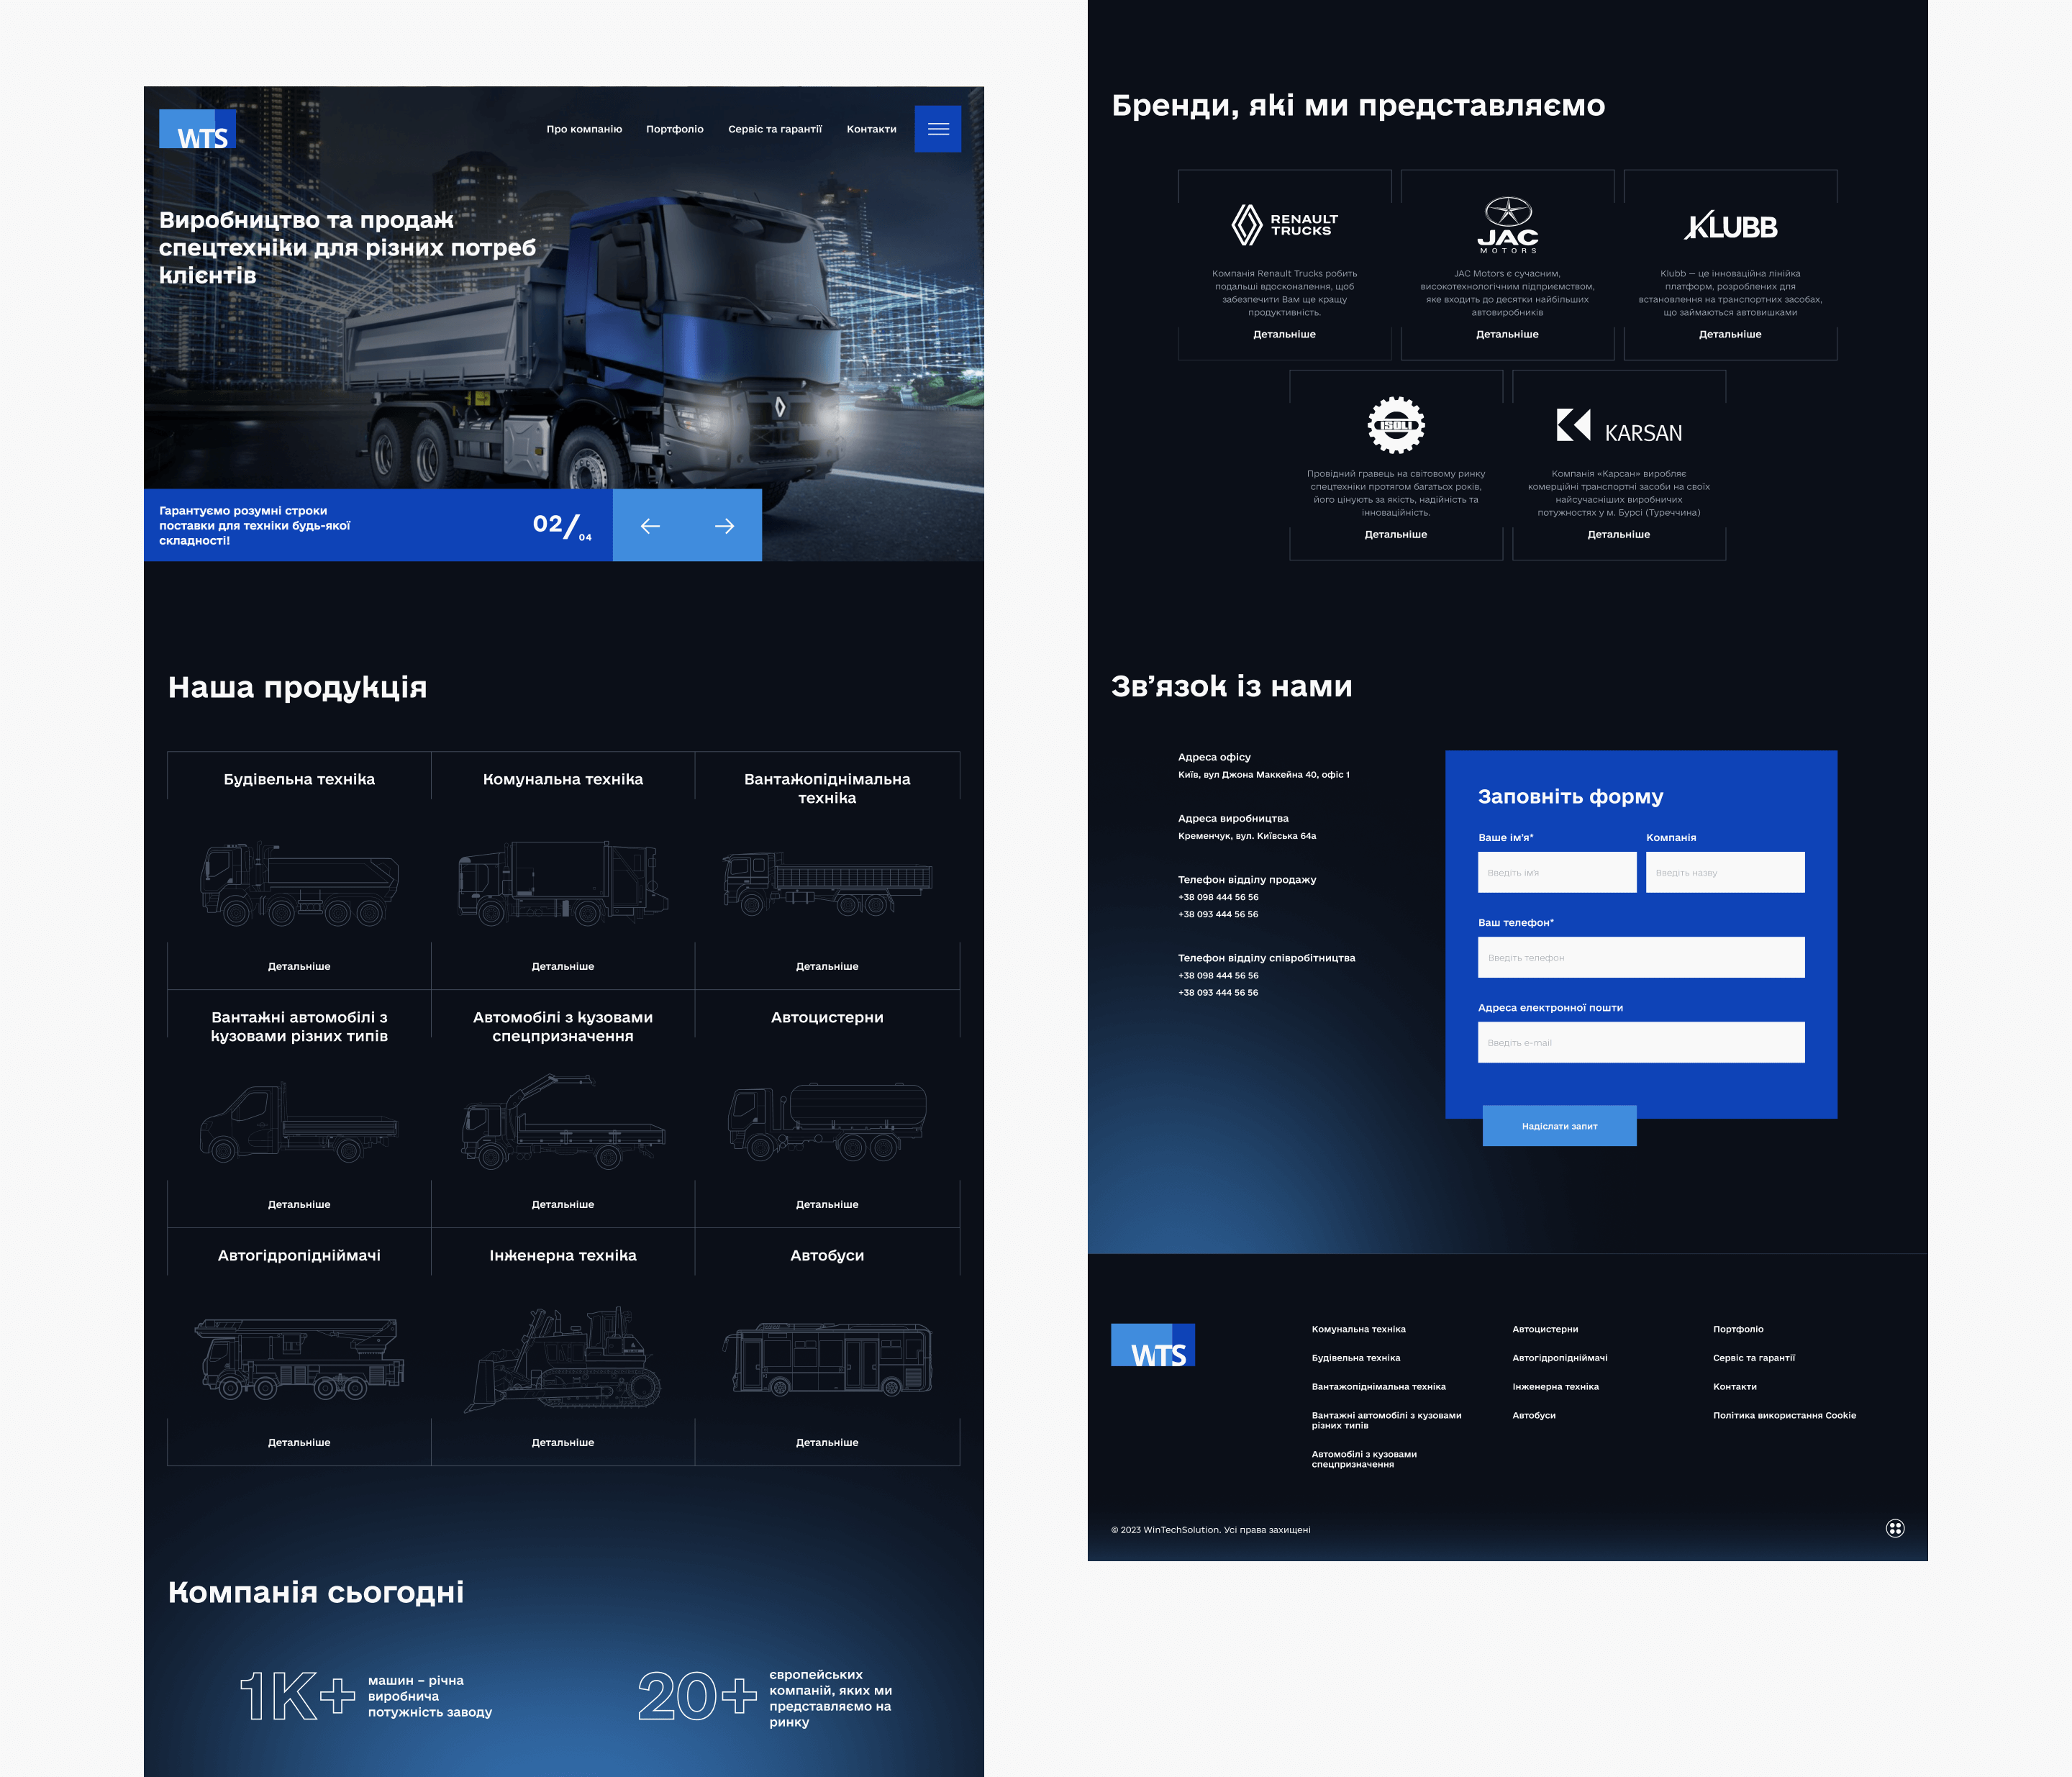 WTS
Про компанію
Портфоліо
Сервіс та гарантії
Контакти
Виробництво та продаж
спецтехніки для різних потреб
клієнтів
Гарантуємо розумні строки
поставки для техніки будь-якої
складності!
02/04
Наша продукція
Будівельна техніка
Детальніше
Комунальна техніка
Детальніше
Вантажопіднімальна
техніка
Детальніше
Вантажні автомобілі з
кузовами різних типів
Детальніше
Автомобілі з кузовами
спецпризначення
Детальніше
Автоцистерни
Детальніше
Автогідропідніймачі
Детальніше
Інженерна техніка
Детальніше
Автобуси
Детальніше
Компанія сьогодні
1K+
машин – річна
виробнича
потужність заводу
20+
європейських
компаній, яких ми
представляємо на
ринку
Бренди, які ми представляємо
RENAULT
TRUCKS
Компанія Renault Trucks робить
подальші вдосконалення, щоб
забезпечити Вам ще кращу
продуктивність.
Детальніше
JAC
MOTORS
JAC Motors є сучасним,
високотехнологічним підприємством,
яке входить до десятки найбільших
автовиробників
Детальніше
KLUBB
Klubb – це інноваційна лінійка
платформ, розроблених для
встановлення на транспортних засобах,
що займаються автовишками
Детальніше
ISOLI
Провідний гравець на світовому ринку
спецтехніки протягом багатьох років,
його цінують за якість, надійність та
інноваційність.
Детальніше
KARSAN
Компанія «Карсан» виробляє
комерційні транспортні засоби на своїх
найсучасніших виробничих
потужностях у м. Бурсі (Туреччина)
Детальніше
Зв’язок із нами
Адреса офісу
Київ, вул Джона Маккейна 40, офіс 1
Адреса виробництва
Кременчук, вул. Київська 64а
Телефон відділу продажу
+38 098 444 56 56
+38 093 444 56 56
Телефон відділу співробітництва
+38 098 444 56 56
+38 093 444 56 56
Заповніть форму
Ваше ім'я*
Введіть ім'я
Компанія
Введіть назву
Ваш телефон*
Введіть телефон
Адреса електронної пошти
Введіть e-mail
Надіслати запит
WTS
Комунальна техніка
Будівельна техніка
Вантажопіднімальна техніка
Вантажні автомобілі з кузовами
різних типів
Автомобілі з кузовами
спецпризначення
Автоцистерни
Автогідропідніймачі
Інженерна техніка
Автобуси
Портфоліо
Сервіс та гарантії
Контакти
Політика використання Cookie
© 2023 WinTechSolution. Усі права захищені